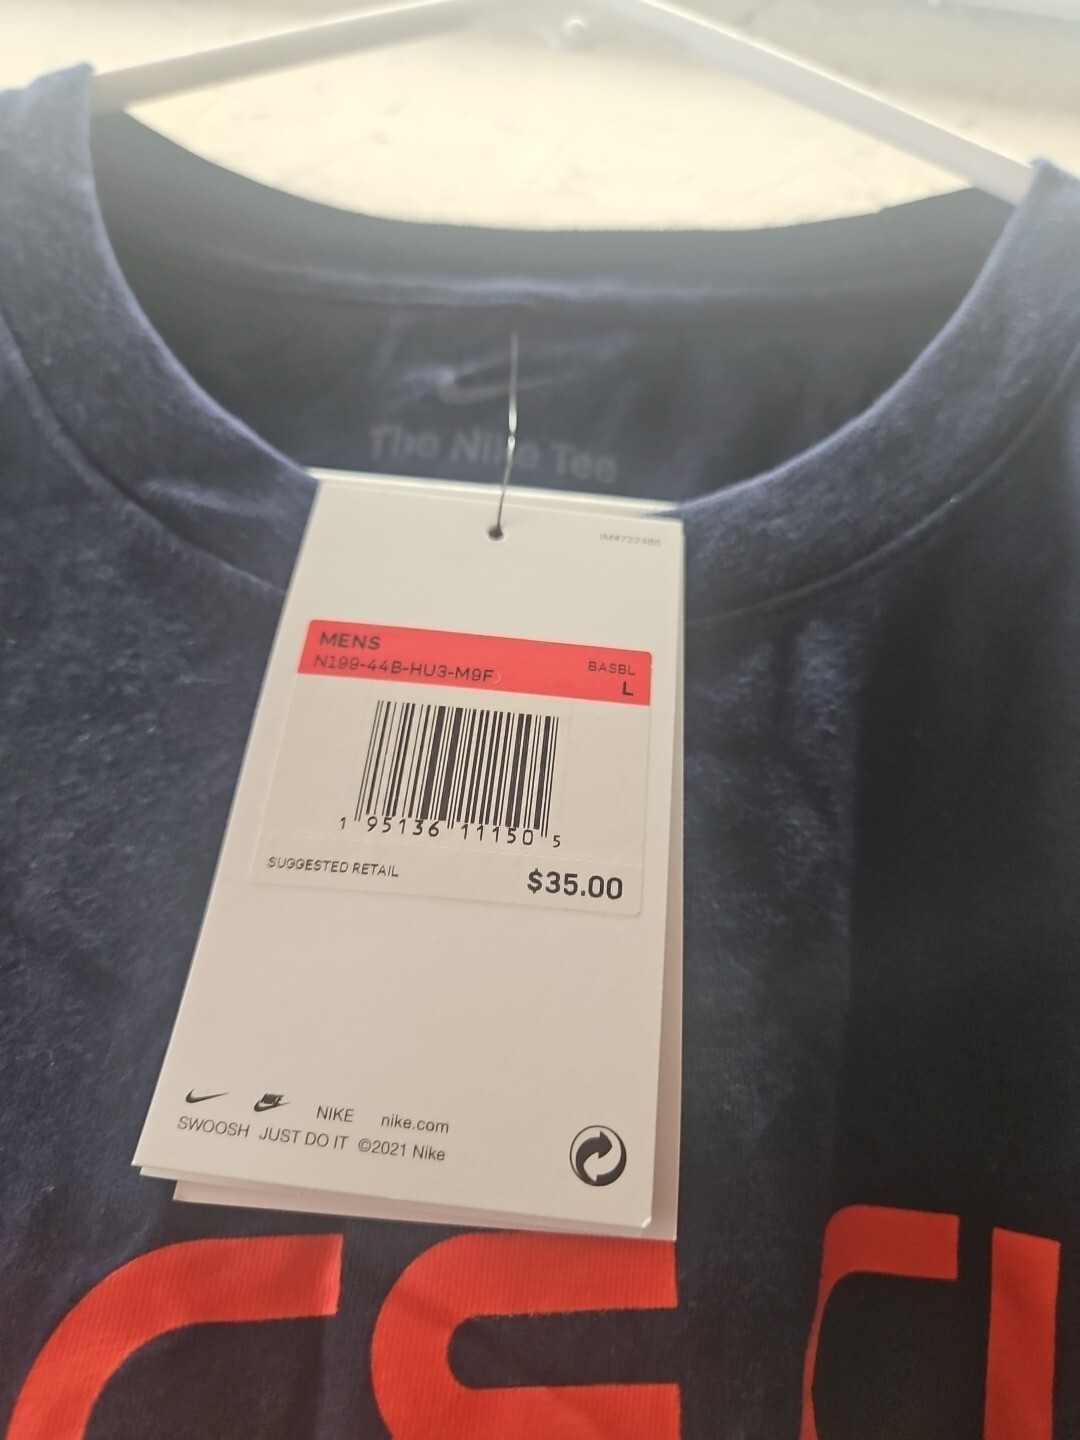 The Nike Tee
MENS
N199-44B-HU3-M9F
BASBL
L
1 95136 11150 5
SUGGESTED RETAIL
$35.00
NIKE nike.com
SWOOSH JUST DO IT ©2021 Nike